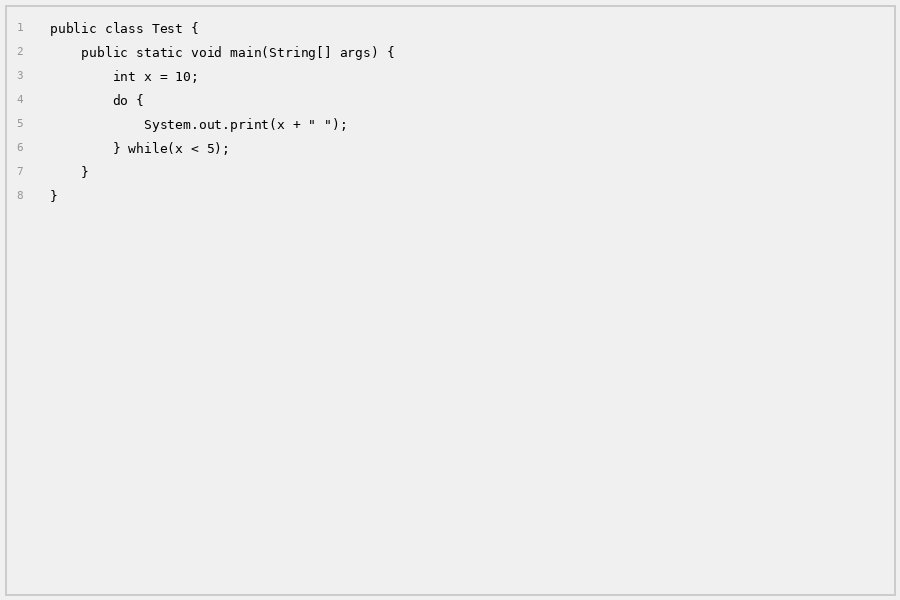 1 public class Test {
2     public static void main(String[] args) {
3         int x = 10;
4         do {
5             System.out.print(x + " ");
6         } while(x < 5);
7     }
8 }